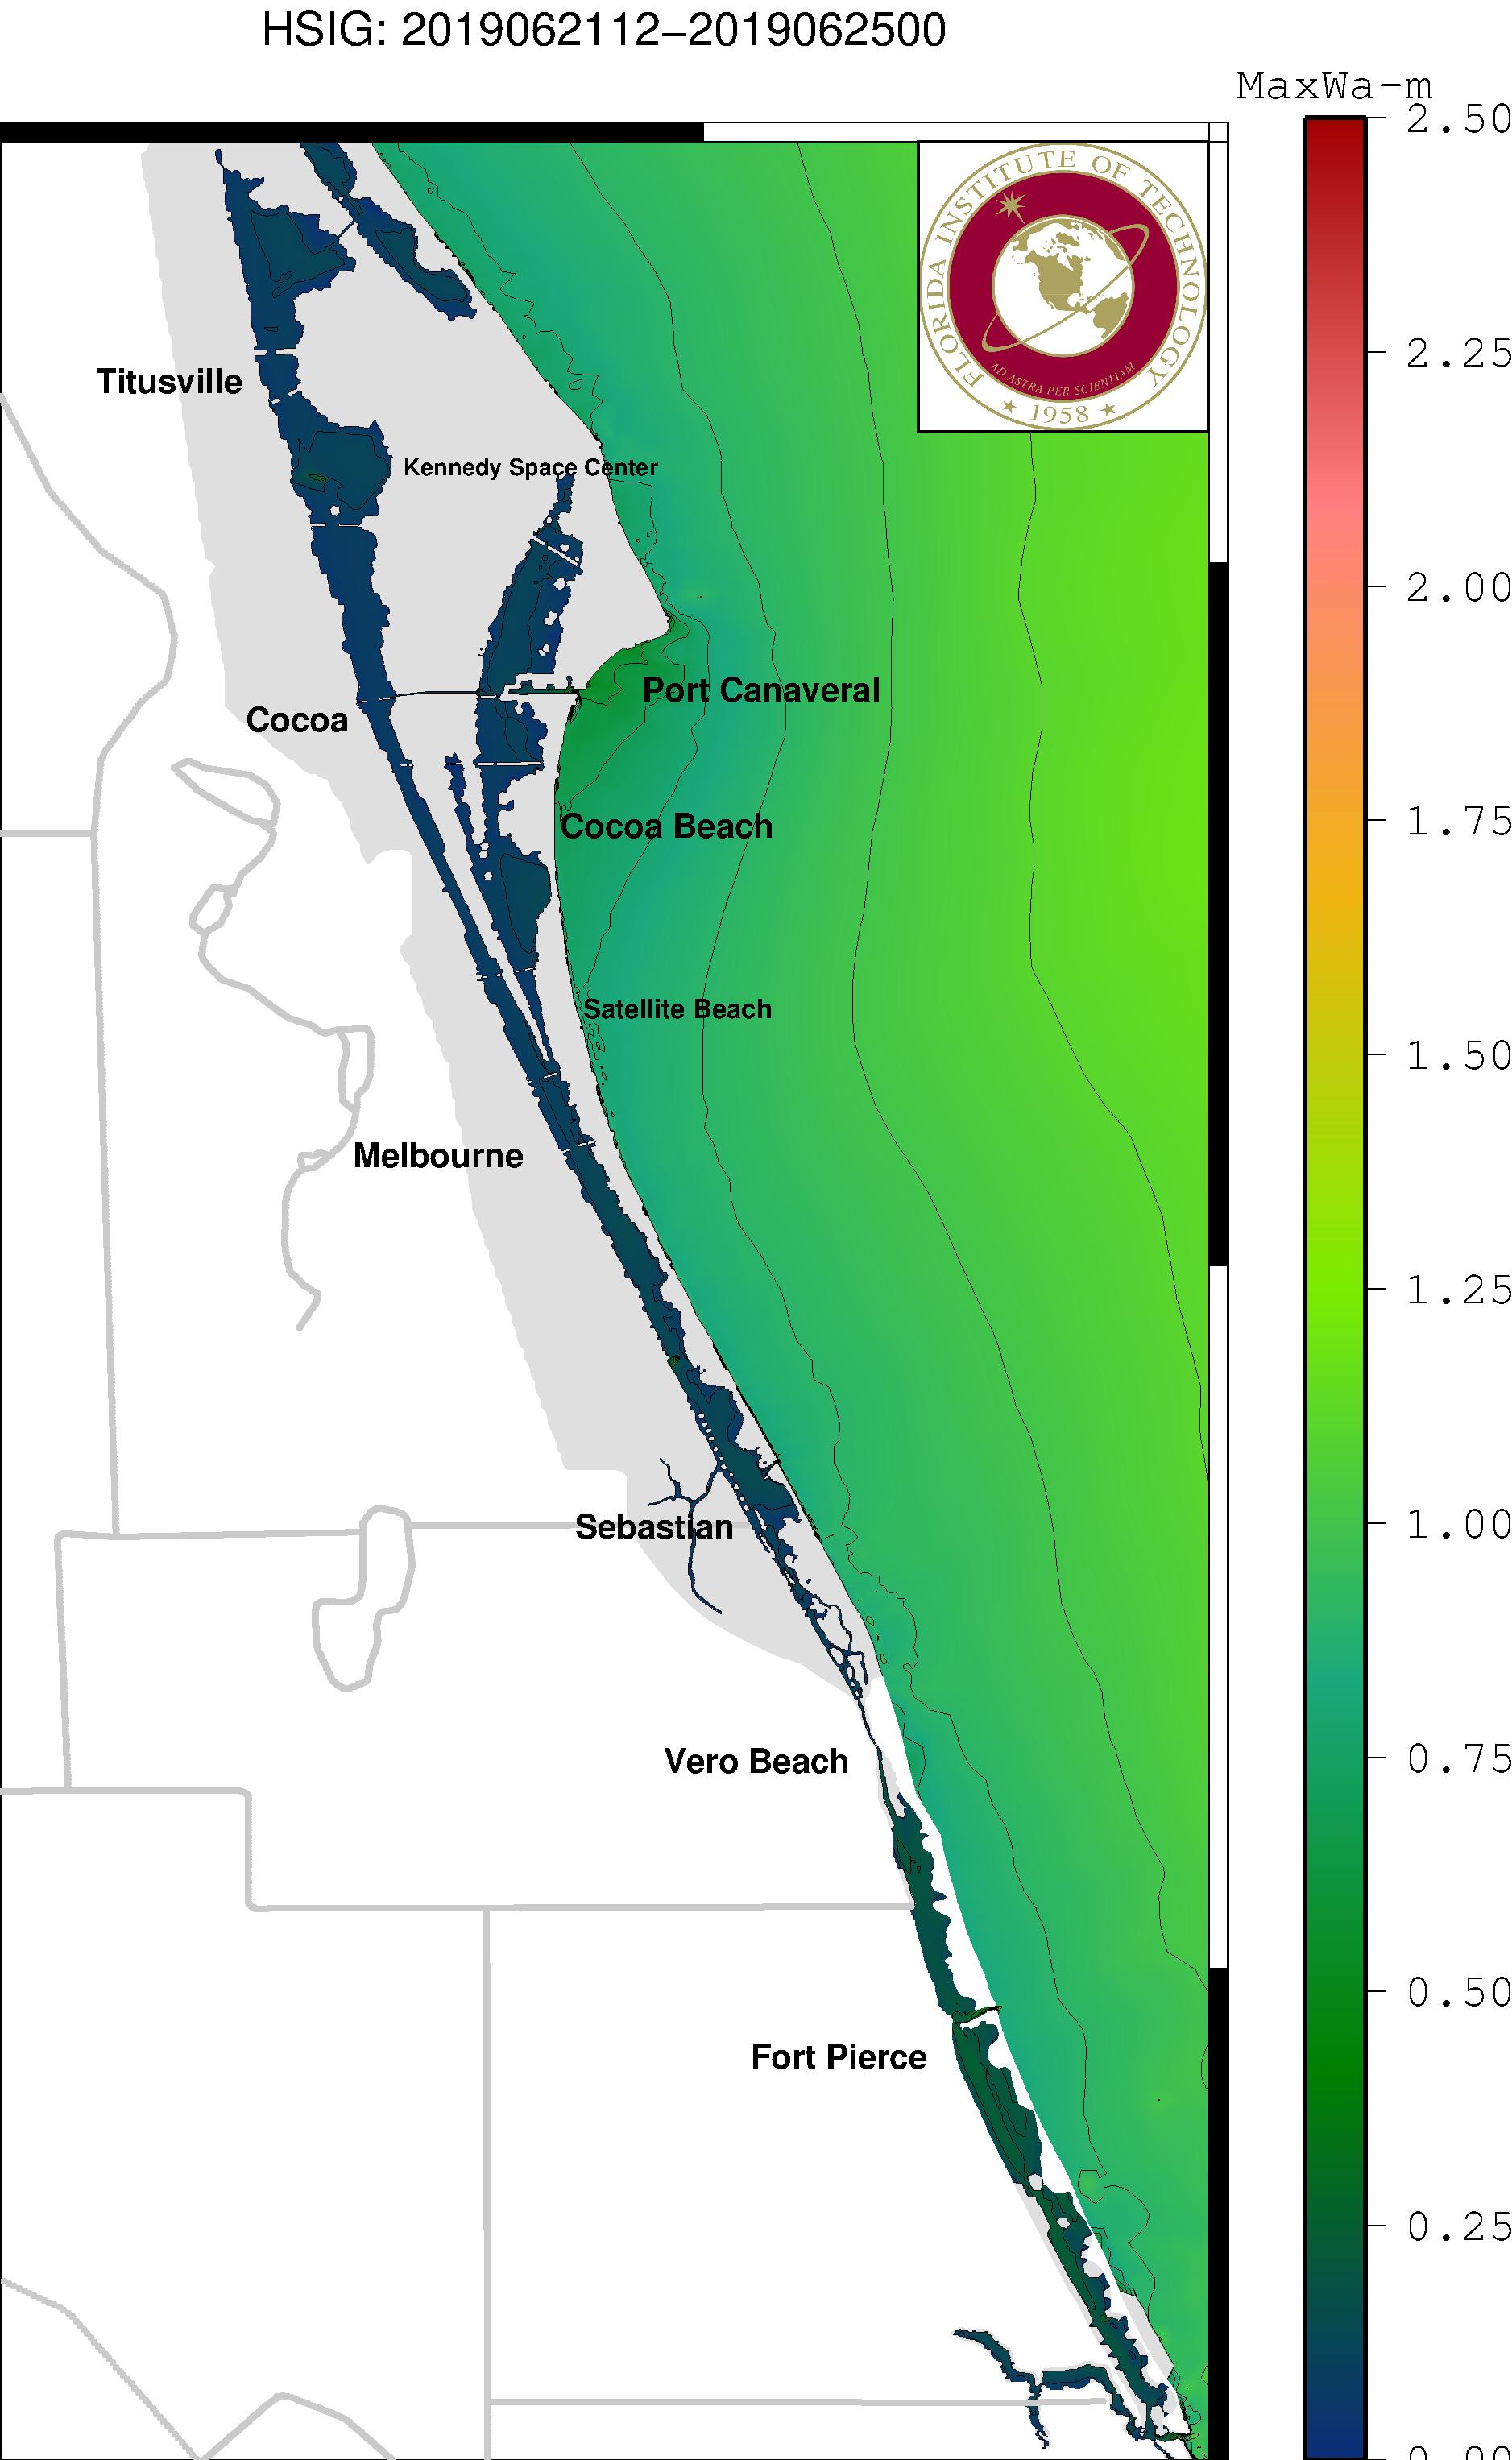 HSIG: 2019062112–2019062500
MaxWa-m
2.50
FLORIDA INSTITUTE OF TECHNOLOGY
AD ASTRA PER SCIENTIAM
★ 1958 ★
2.25
Titusville
Kennedy Space Center
2.00
Port Canaveral
Cocoa
1.75
Cocoa Beach
Satellite Beach
1.50
Melbourne
1.25
Sebastian
1.00
Vero Beach
0.75
0.50
Fort Pierce
0.25
0.00